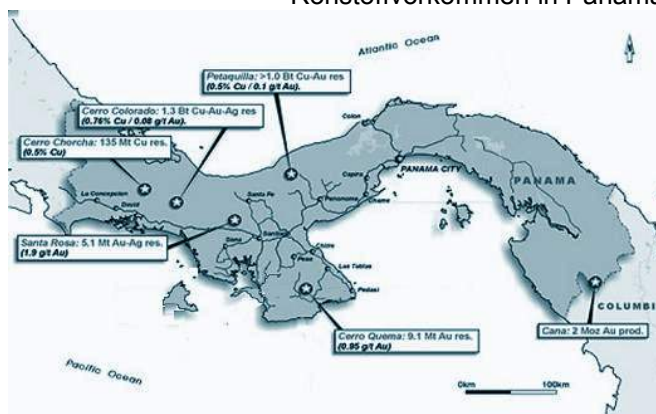 Rohstoffvorkommen in Panama
Atlantic Ocean
Petaquilla: >1.0 Bt Cu-Au res
(0.5% Cu / 0.1 g/t Au).
Cerro Colorado: 1.3 Bt Cu-Au-Ag res
(0.76% Cu / 0.08 g/t Au).
Cerro Chorcha: 135 Mt Cu res.
(0.5% Cu)
Colon
PANAMA CITY
PANAMA
La Concepcion
David
Santa Fe
Penonome
Capira
Chame
Santa Rosa: 5.1 Mt Au-Ag res.
(1.9 g/t Au)
Santiago
Chitre
Las Tablas
Pedasi
COLUMBI
Cerro Quema: 9.1 Mt Au res.
(0.95 g/t Au)
Cana: 2 Moz Au prod.
Pacific Ocean
0km
100km